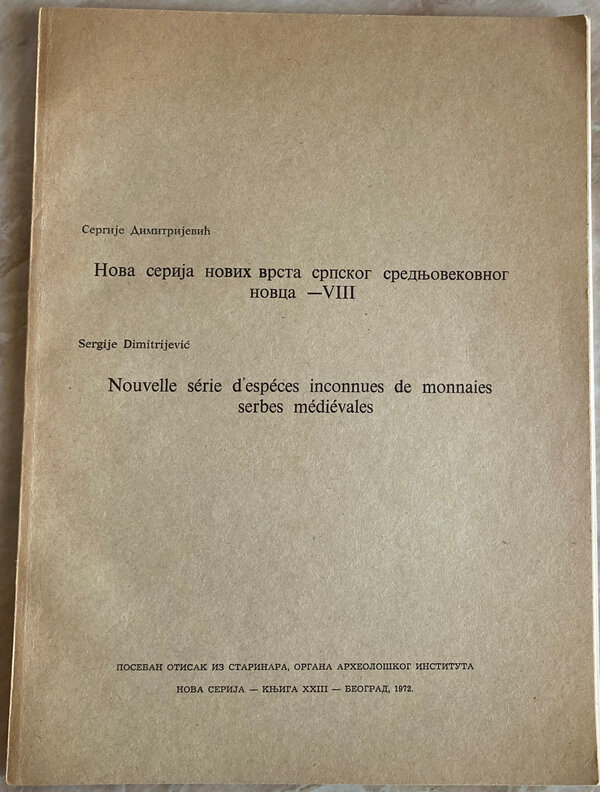 Сергије Димитријевић
Нова серија нових врста српског средњовековног
новца —VIII
Sergije Dimitrijević
Nouvelle série d'espéces inconnues de monnaies
serbes médiévales
ПОСЕБАН ОТИСАК ИЗ СТАРИНАРА, ОРГАНА АРХЕОЛОШКОГ ИНСТИТУТА
НОВА СЕРИЈА — КЊИГА XXIII — БЕОГРАД, 1972.